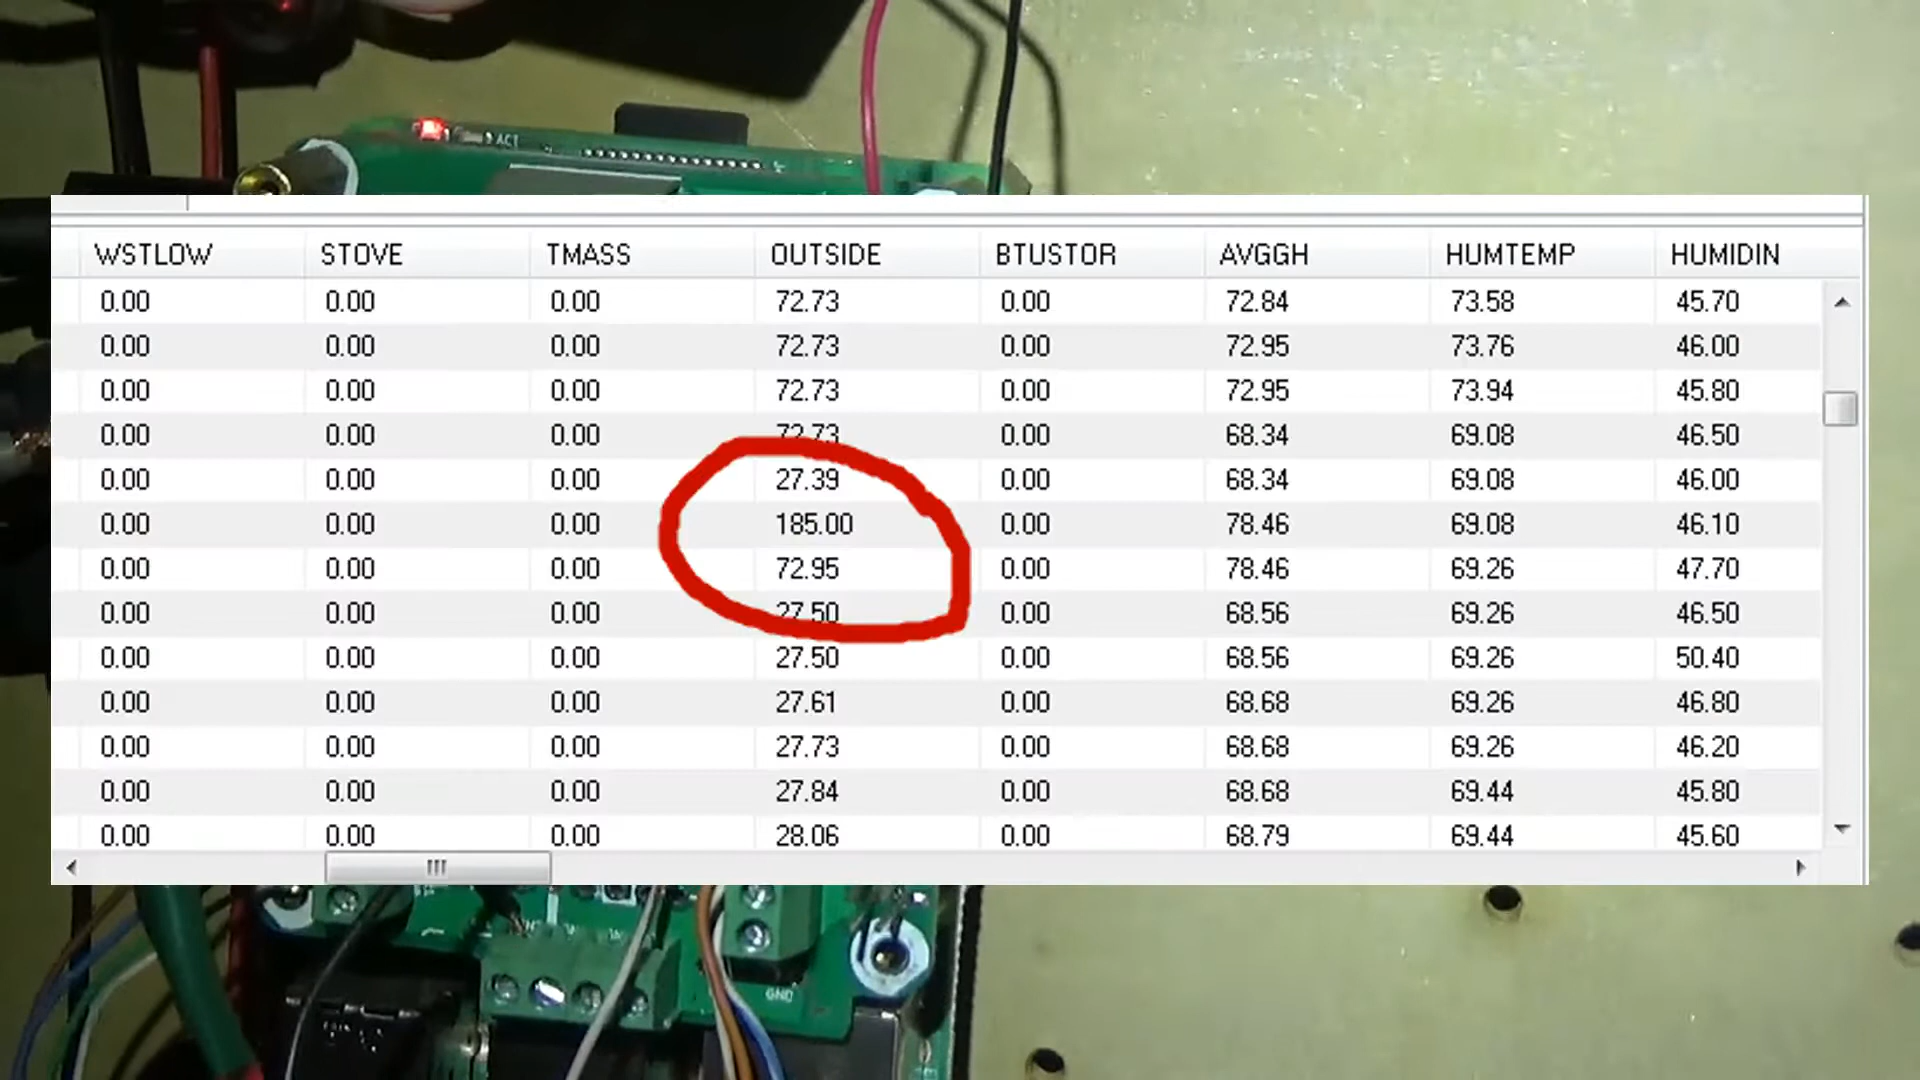 ACT
WSTLOW STOVE TMASS OUTSIDE BTUSTOR AVGGH HUMTEMP HUMIDIN
0.00 0.00 0.00 72.73 0.00 72.84 73.58 45.70
0.00 0.00 0.00 72.73 0.00 72.95 73.76 46.00
0.00 0.00 0.00 72.73 0.00 72.95 73.94 45.80
0.00 0.00 0.00 72.73 0.00 68.34 69.08 46.50
0.00 0.00 0.00 27.39 0.00 68.34 69.08 46.00
0.00 0.00 0.00 185.00 0.00 78.46 69.08 46.10
0.00 0.00 0.00 72.95 0.00 78.46 69.26 47.70
0.00 0.00 0.00 27.50 0.00 68.56 69.26 46.50
0.00 0.00 0.00 27.50 0.00 68.56 69.26 50.40
0.00 0.00 0.00 27.61 0.00 68.68 69.26 46.80
0.00 0.00 0.00 27.73 0.00 68.68 69.26 46.20
0.00 0.00 0.00 27.84 0.00 68.68 69.44 45.80
0.00 0.00 0.00 28.06 0.00 68.79 69.44 45.60
GND